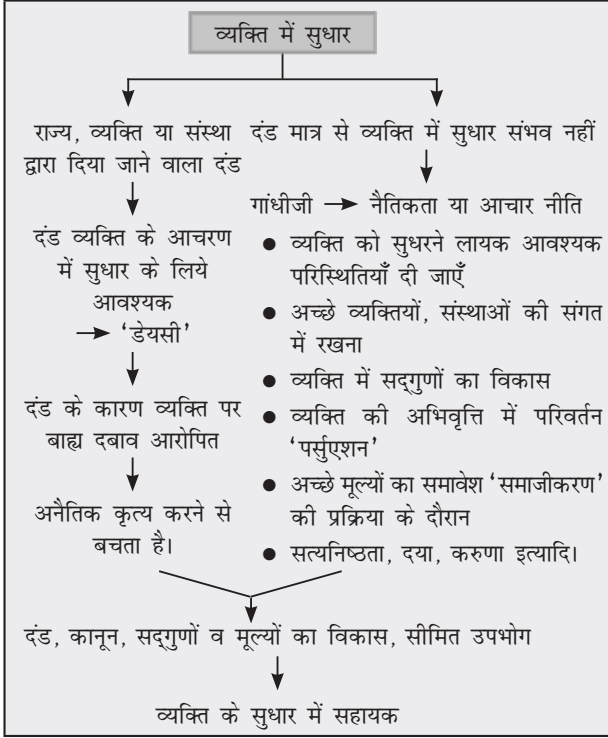 व्यक्ति में सुधार
राज्य, व्यक्ति या संस्था
द्वारा दिया जाने वाला दंड
दंड व्यक्ति के आचरण
में सुधार के लिये
आवश्यक
→ ‘डेयसी’
दंड के कारण व्यक्ति पर
बाह्य दबाव आरोपित
अनैतिक कृत्य करने से
बचता है।
दंड मात्र से व्यक्ति में सुधार संभव नहीं
गांधीजी → नैतिकता या आचार नीति
● व्यक्ति को सुधरने लायक आवश्यक
परिस्थितियाँ दी जाएँ
● अच्छे व्यक्तियों, संस्थाओं की संगत
में रखना
● व्यक्ति में सद्‌गुणों का विकास
● व्यक्ति की अभिवृत्ति में परिवर्तन
‘पर्सुएशन’
● अच्छे मूल्यों का समावेश ‘समाजीकरण’
की प्रक्रिया के दौरान
● सत्यनिष्ठता, दया, करुणा इत्यादि।
दंड, कानून, सद्‌गुणों व मूल्यों का विकास, सीमित उपभोग
व्यक्ति के सुधार में सहायक